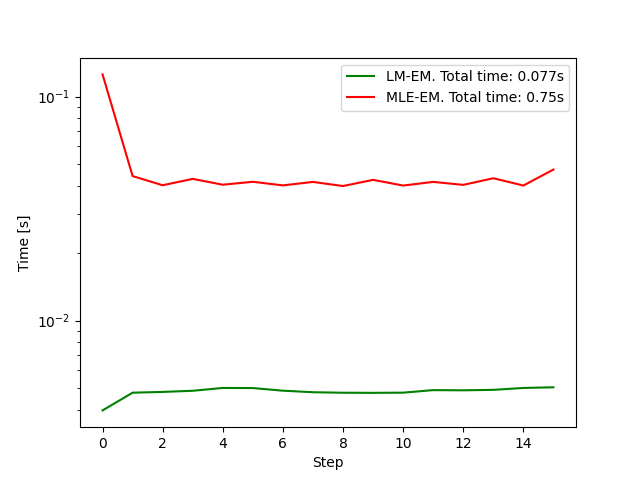 LM-EM. Total time: 0.077s
MLE-EM. Total time: 0.75s
10⁻¹
10⁻²
Time [s]
0 2 4 6 8 10 12 14
Step